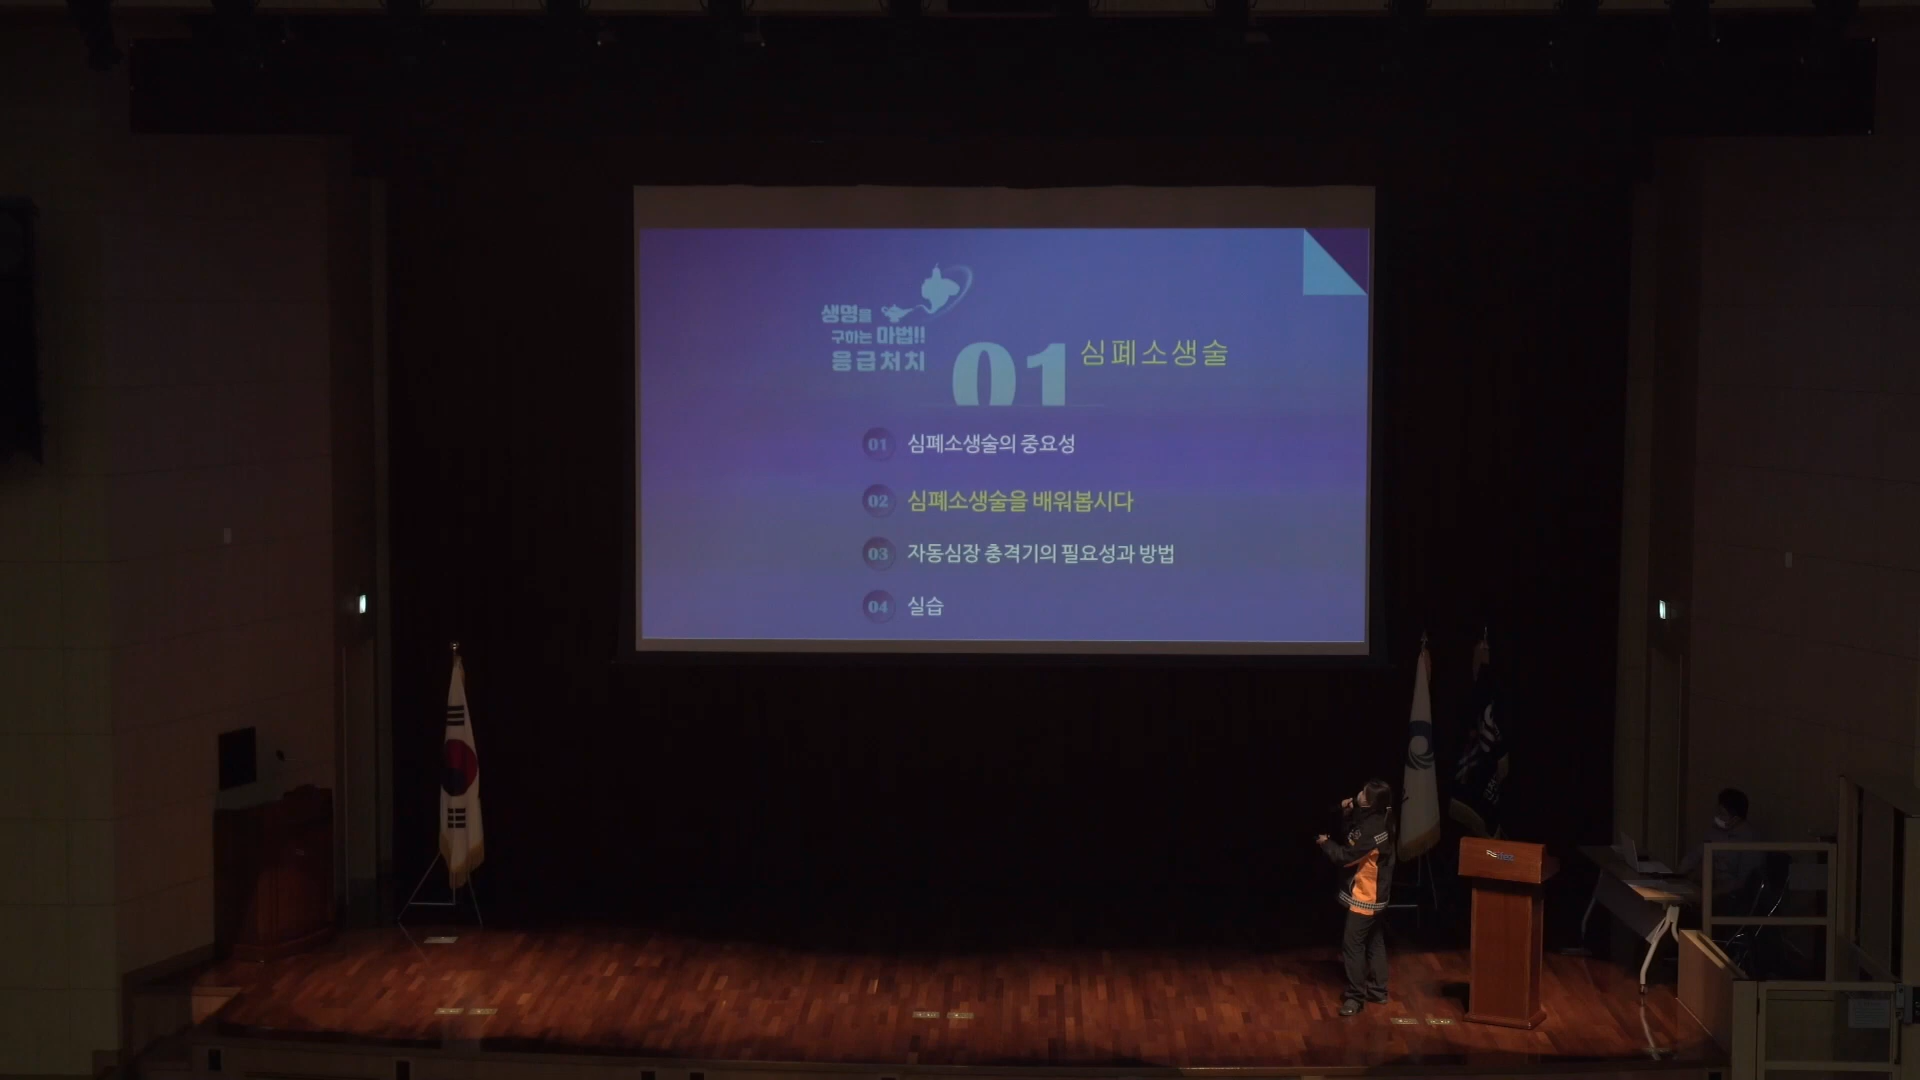 생명을
구하는 마법!!
응급처치
01 심폐소생술
01 심폐소생술의 중요성
02 심폐소생술을 배워봅시다
03 자동심장 충격기의 필요성과 방법
04 실습